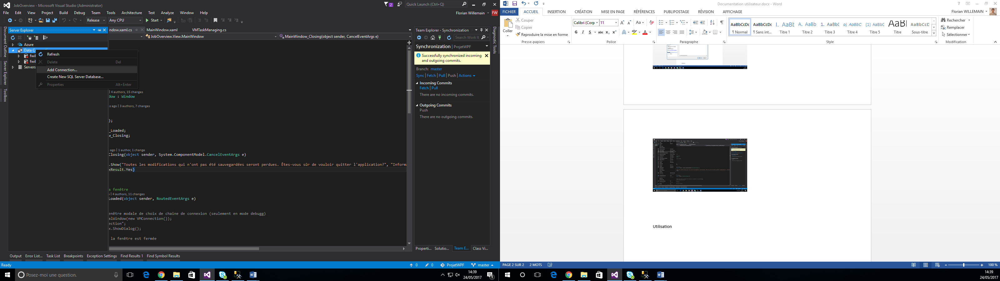 JobOverview - Microsoft Visual Studio (Administrator)
2
Quick Launch (Ctrl+Q)
File Edit View Project Build Debug Team Tools Architecture Test Analyze Window Help
Florian Willemain FW
Release Any CPU Start
Document Outline
Server Explorer
Toolbox
Server Explorer
Azure
Data C
fwil
fwil
Servers
Refresh
Delete Del
Add Connection...
Create New SQL Server Database...
Properties Alt+Enter
ndow.xaml.cs MainWindow.xaml VMTaskManaging.cs
JobOverview.View.MainWindow MainWindow_Closing(object sender, CancelEventArgs e)
| 4 authors, 15 changes
dow : Window
s ago | 3 authors, 7 changes
);
_Loaded;
w_Closing;
ago | 1 author, 1 change
Closing(object sender, System.ComponentModel.CancelEventArgs e)
.Show("Toutes les modifications qui n'ont pas été sauvegardées seront perdues. Êtes-vous sûr de vouloir quitter l'application?", "Inform
xResult.Yes)
a fenêtre
| 4 authors, 11 changes
Loaded(object sender, RoutedEventArgs e)
enêtre modale de choix de chaine de connexion (seulement en mode debugg)
alWindow(new VMConnection());
ection";
x.ShowDialog();
la fenêtre est fermée
Team Explorer - Synchronization
Search Work It
Synchronization | ProjetWPF
Successfully synchronized incoming
and outgoing commits.
Branch: master
Sync | Fetch | Pull | Push | Actions
Incoming Commits
Fetch | Pull
There are no incoming commits.
Outgoing Commits
Push
There are no outgoing commits.
Properti... Solutio... Team E... Class Vi...
Diagnostic Tools
Output Error List... Task List Breakpoints Exception Settings Find Results 1 Find Symbol Results
Ready 0 0 ProjetWPF master
Posez-moi une question.
14:39
24/05/2017
1
Documentation utilisateur.docx - Word
FICHIER ACCUEIL INSERTION CRÉATION MISE EN PAGE RÉFÉRENCES PUBLIPOSTAGE RÉVISION AFFICHAGE
Florian WILLEMAIN
Coller
Couper
Copier
Reproduire la mise en forme
Presse-papiers
Calibri (Corp 11
G I S abc x₂ x²
Police
Paragraphe
AaBbCcDc AaBbCcDc I. AaBb A. AaBb 1. AaBbC a) AaBbC (1) AaBbC AaBb AaBbCcD
¶ Normal ¶ Sans int... Titre 1 Titre 2 Titre 3 Titre 4 Titre 5 Titre Sous-titre
Style
Rechercher
Remplacer
Sélectionner
Modification
Utilisation
PAGE 2 SUR 2 2 MOTS
100 %
14:39
24/05/2017